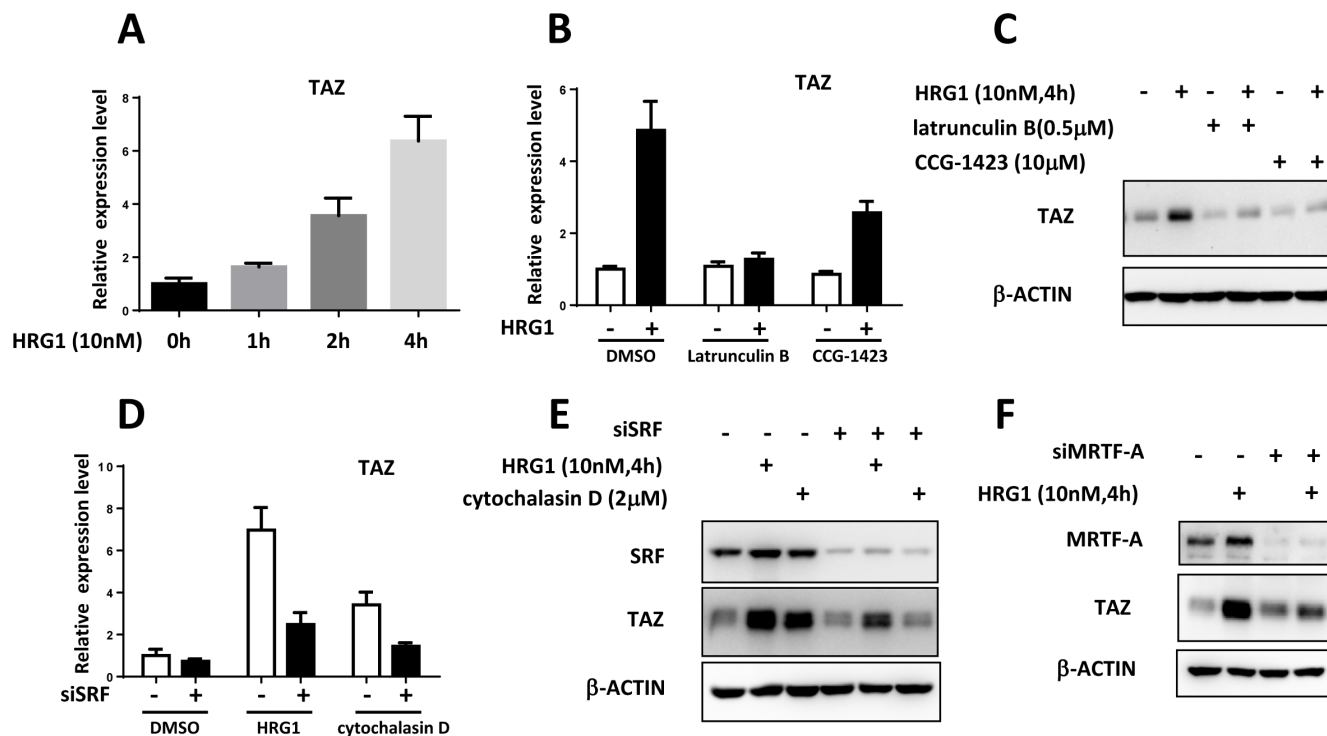 A
TAZ
Relative expression level
8
6
4
2
0
HRG1 (10nM) 0h 1h 2h 4h
B
TAZ
Relative expression level
6
4
2
0
HRG1 - + - + - +
DMSO Latrunculin B CCG-1423
C
HRG1 (10nM,4h) - + - + - +
latrunculin B(0.5μM) + +
CCG-1423 (10μM) + +
TAZ
β-ACTIN
D
TAZ
Relative expression level
10
8
6
4
2
0
siSRF - + - + - +
DMSO HRG1 cytochalasin D
E
siSRF - - - + + +
HRG1 (10nM,4h) + +
cytochalasin D (2μM) + +
SRF
TAZ
β-ACTIN
F
siMRTF-A - - + +
HRG1 (10nM,4h) + +
MRTF-A
TAZ
β-ACTIN